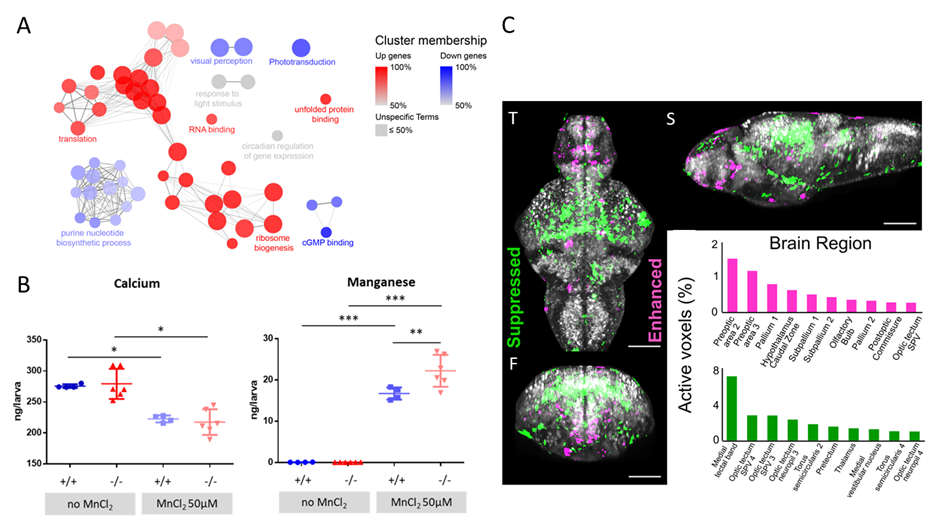 A
visual perception
Phototransduction
response to
light stimulus
unfolded protein
binding
RNA binding
translation
circadian regulation
of gene expression
purine nucleotide
biosynthetic process
ribosome
biogenesis
cGMP binding
Cluster membership
Up genes
Down genes
100%
100%
50%
50%
Unspecific Terms
≤ 50%
B
Calcium
ng/larva
300
250
200
150
*
*
+/+
-/-
+/+
-/-
no MnCl2
MnCl2 50µM
Manganese
ng/larva
40
30
20
10
0
***
***
**
+/+
-/-
+/+
-/-
no MnCl2
MnCl2 50µM
C
T
S
F
Suppressed
Enhanced
Brain Region
Active voxels (%)
2
1
0
Preoptic
area 2
Preoptic
area 3
Pallium 1
Hypothalamus
Caudal Zone
Subpallium 1
Subpallium 2
Olfactory
Bulb
Pallium 2
Postoptic
Commissure
Optic tectum
SPV 1
8
4
0
Medial
tectal band
Optic tectum
SPV 4
Optic tectum
SPV 3
Optic tectum
neuropil 3
Torus
semicircularis 2
Pretectum
Thalamus
Medial
vestibular nucleus
Torus
semicircularis 4
Optic tectum
neuropil 4